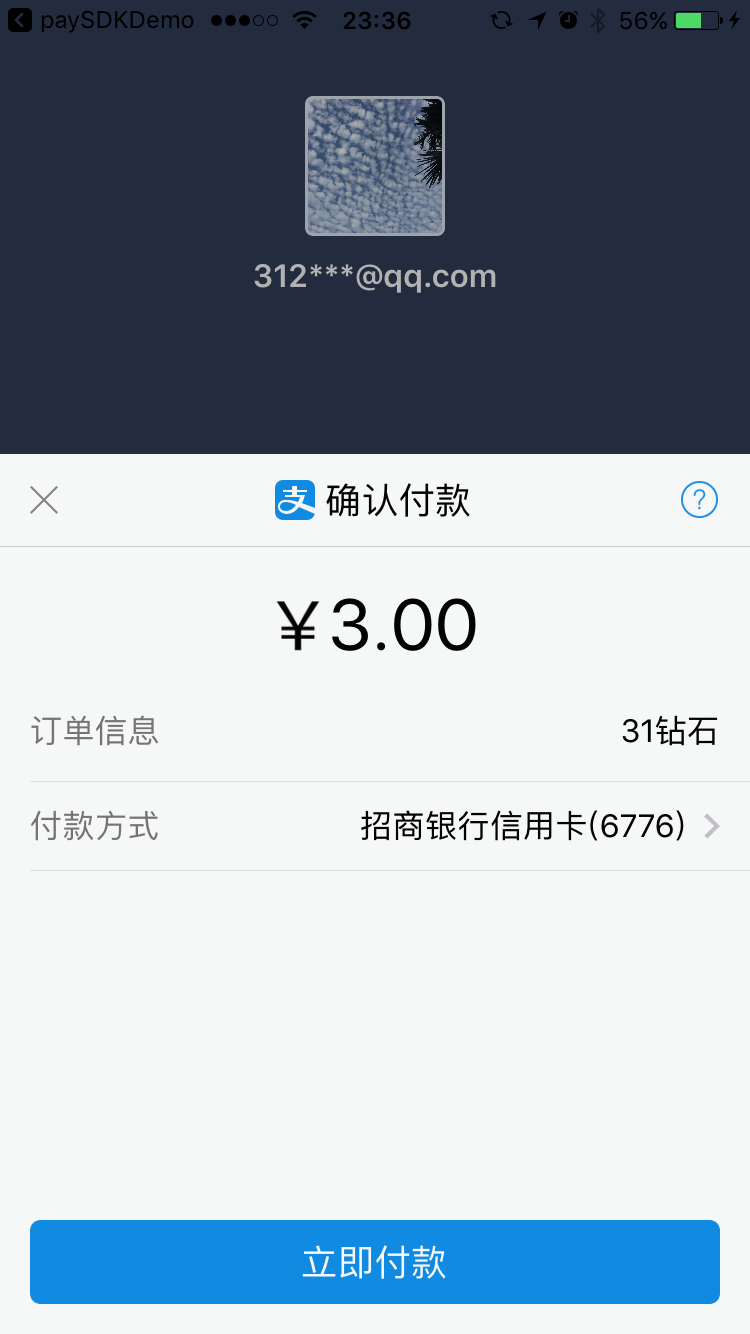 paySDKDemo 23:36 56%
312***@qq.com
支 确认付款 ?
￥3.00
订单信息 31钻石
付款方式 招商银行信用卡(6776)
立即付款